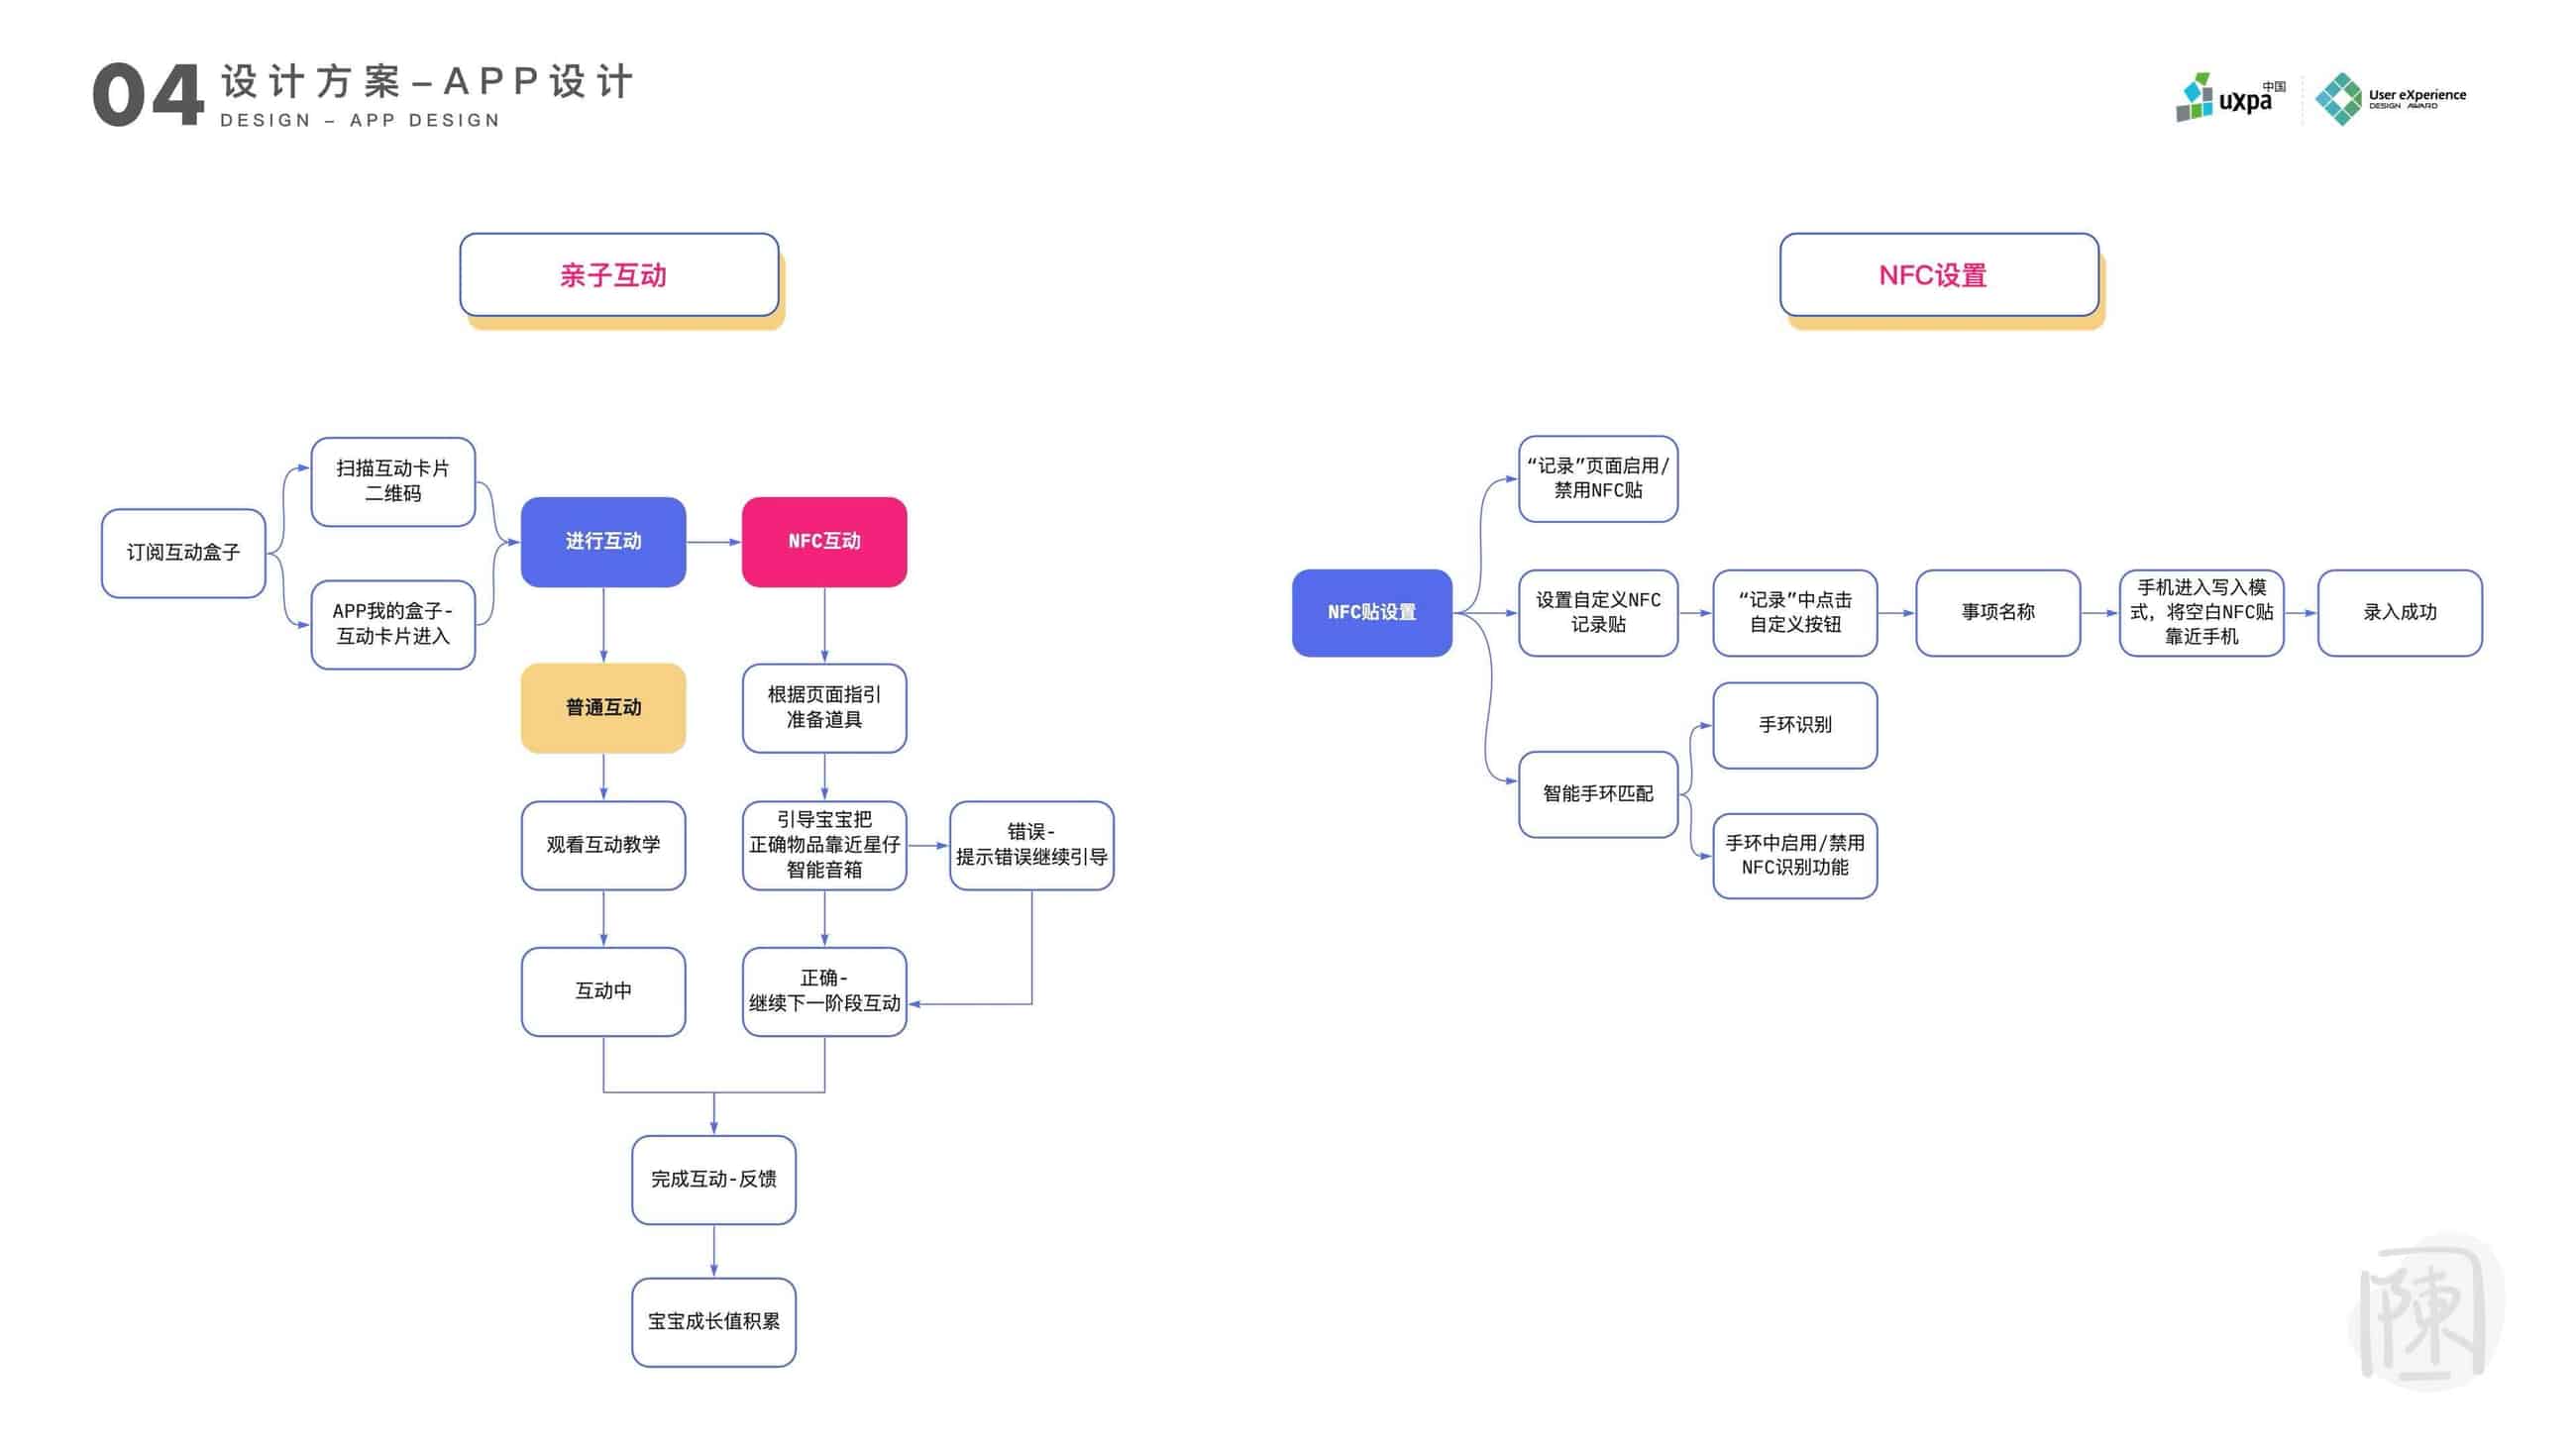 04
设计方案–APP设计
DESIGN – APP DESIGN
uxpa中国
User eXperience
DESIGN AWARD
亲子互动
订阅互动盒子
扫描互动卡片
二维码
APP我的盒子-
互动卡片进入
进行互动
NFC互动
普通互动
根据页面指引
准备道具
观看互动教学
引导宝宝把
正确物品靠近星仔
智能音箱
错误-
提示错误继续引导
互动中
正确-
继续下一阶段互动
完成互动-反馈
宝宝成长值积累
NFC设置
NFC贴设置
“记录”页面启用/
禁用NFC贴
设置自定义NFC
记录贴
“记录”中点击
自定义按钮
事项名称
手机进入写入模
式，将空白NFC贴
靠近手机
录入成功
智能手环匹配
手环识别
手环中启用/禁用
NFC识别功能
陳